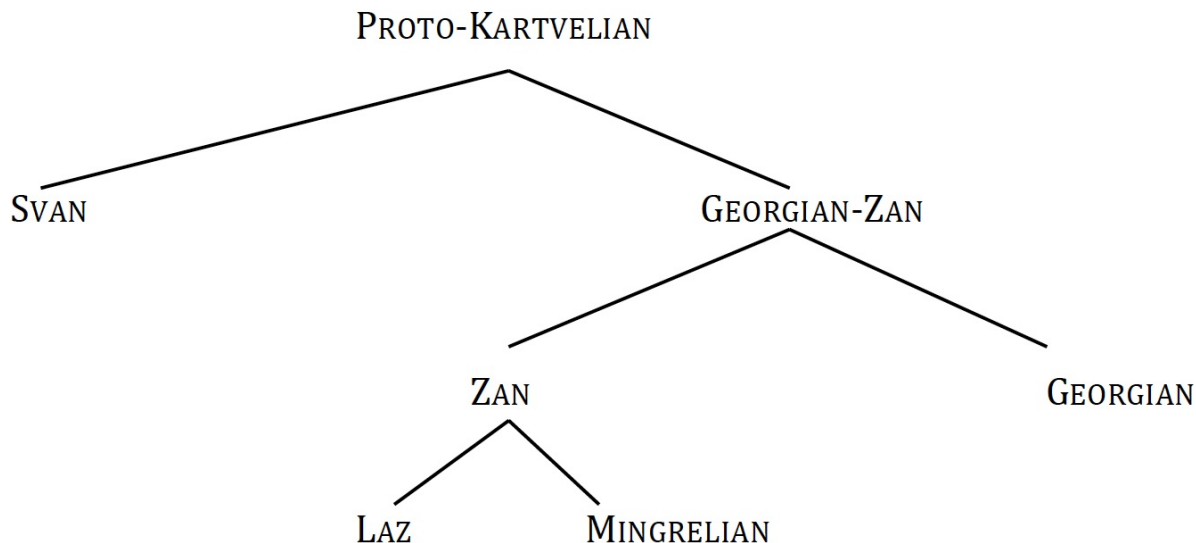 PROTO-KARTVELIAN
SVAN
GEORGIAN-ZAN
ZAN
GEORGIAN
LAZ
MINGRELIAN